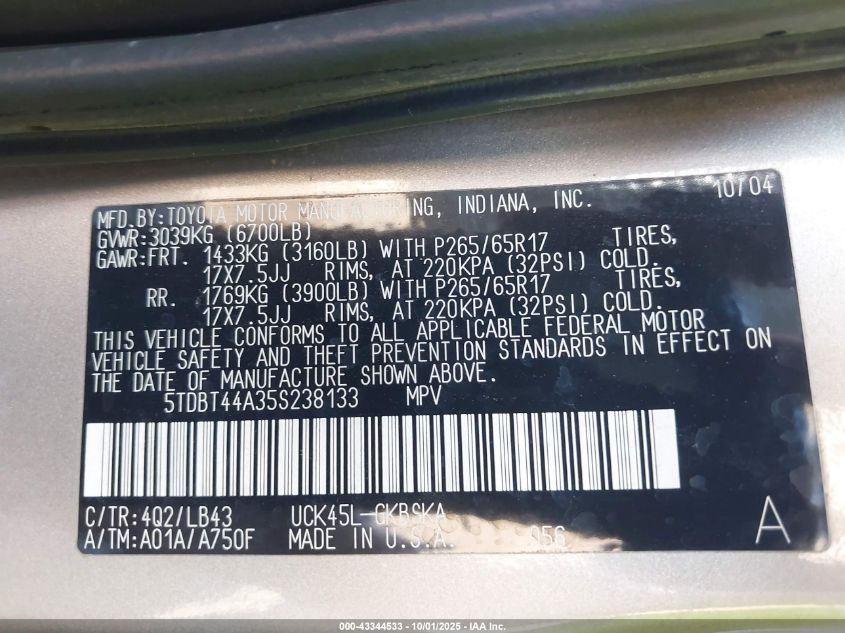 10/04
MFD.BY:TOYOTA MOTOR MANUFACTURING, INDIANA, INC.
GVWR:3039KG (6700LB)
GAWR:FRT. 1433KG (3160LB) WITH P265/65R17 TIRES,
17X7.5JJ RIMS, AT 220KPA (32PSI) COLD.
RR. 1769KG (3900LB) WITH P265/65R17 TIRES,
17X7.5JJ RIMS, AT 220KPA (32PSI) COLD.
THIS VEHICLE CONFORMS TO ALL APPLICABLE FEDERAL MOTOR
VEHICLE SAFETY AND THEFT PREVENTION STANDARDS IN EFFECT ON
THE DATE OF MANUFACTURE SHOWN ABOVE.
5TDBT44A35S238133 MPV
C/TR:4Q2/LB43 UCK45L-GKBSKA
A/TM:A01A/A750F MADE IN U.S.A. 956 A
000-43344533 - 10/01/2025 - IAA Inc.